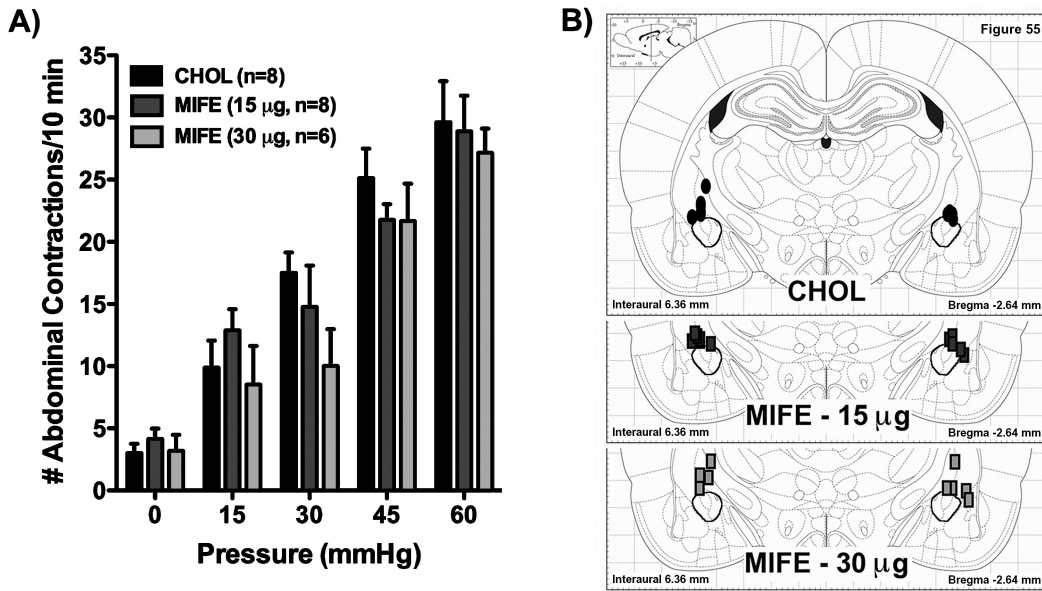 A)
# Abdominal Contractions/10 min
35
30
25
20
15
10
5
0
CHOL (n=8)
MIFE (15 μg, n=8)
MIFE (30 μg, n=6)
0 15 30 45 60
Pressure (mmHg)
B)
Figure 55
Bregma
Interaural
CHOL
Interaural 6.36 mm Bregma -2.64 mm
MIFE - 15 μg
Interaural 6.36 mm Bregma -2.64 mm
MIFE - 30 μg
Interaural 6.36 mm Bregma -2.64 mm